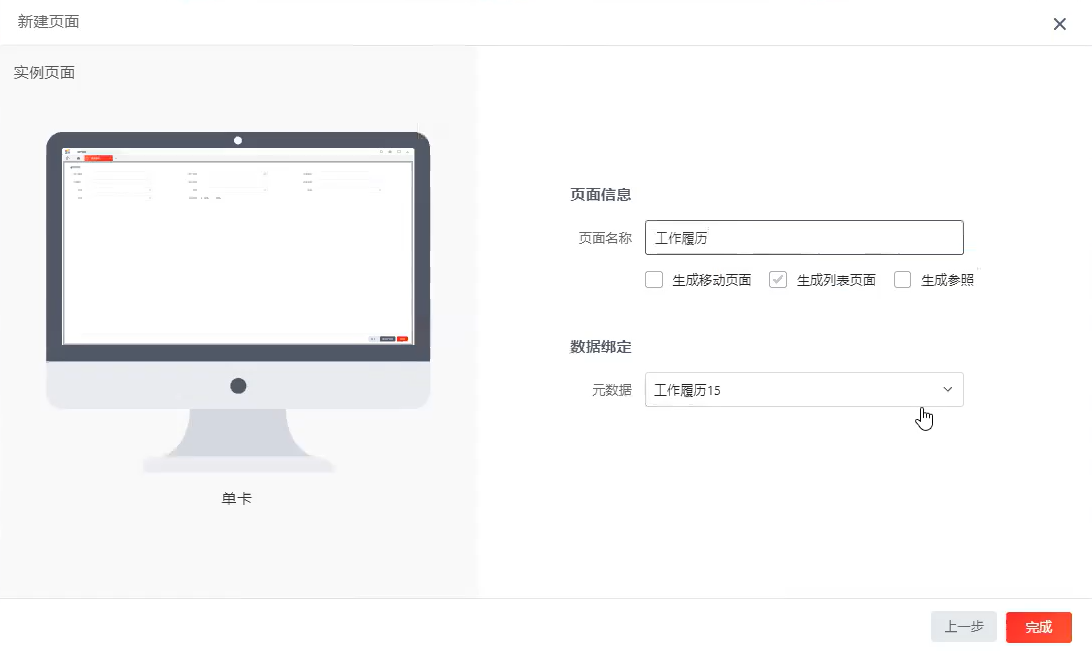 新建页面
实例页面
单卡
页面信息
页面名称 工作履历
生成移动页面 生成列表页面 生成参照
数据绑定
元数据 工作履历15
上一步 完成